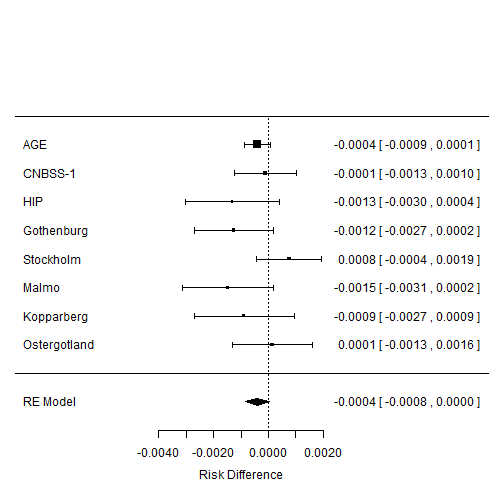 AGE -0.0004 [ -0.0009 , 0.0001 ]
CNBSS-1 -0.0001 [ -0.0013 , 0.0010 ]
HIP -0.0013 [ -0.0030 , 0.0004 ]
Gothenburg -0.0012 [ -0.0027 , 0.0002 ]
Stockholm 0.0008 [ -0.0004 , 0.0019 ]
Malmo -0.0015 [ -0.0031 , 0.0002 ]
Kopparberg -0.0009 [ -0.0027 , 0.0009 ]
Ostergotland 0.0001 [ -0.0013 , 0.0016 ]
RE Model -0.0004 [ -0.0008 , 0.0000 ]
-0.0040 -0.0020 0.0000 0.0020
Risk Difference